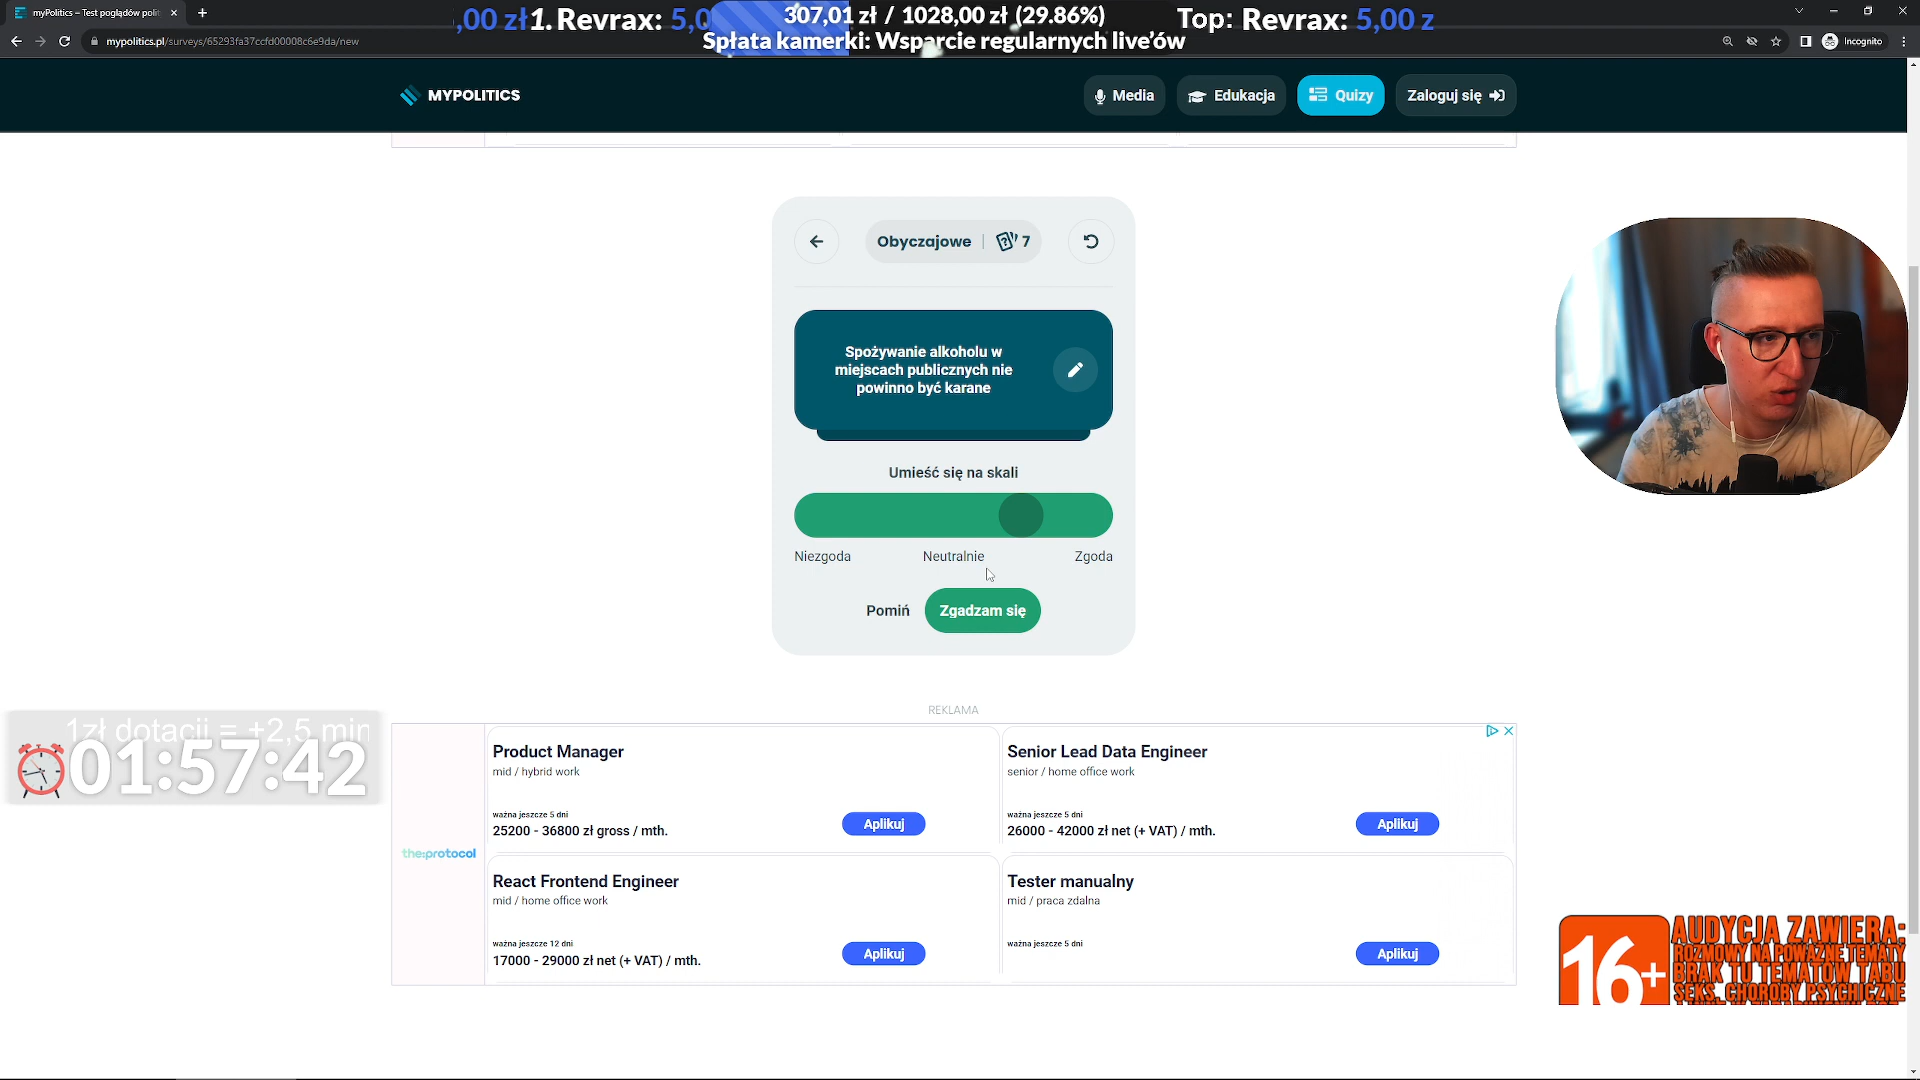 myPolitics – Test poglądów polit
,00 zł 1. Revrax: 5,0
307,01 zł / 1028,00 zł (29.86%)
Top: Revrax: 5,00 z
Spłata kamerki: Wsparcie regularnych live’ów
mypolitics.pl/surveys/65293fa37ccfd00008c6e9da/new
Incognito
MYPOLITICS
Media
Edukacja
Quizy
Zaloguj się
Obyczajowe
7
Spożywanie alkoholu w
miejscach publicznych nie
powinno być karane
Umieść się na skali
Niezgoda
Neutralnie
Zgoda
Pomiń
Zgadzam się
REKLAMA
1zł dotacji = +2,5 min
01:57:42
the:protocol
Product Manager
mid / hybrid work
ważna jeszcze 5 dni
25200 - 36800 zł gross / mth.
Aplikuj
Senior Lead Data Engineer
senior / home office work
ważna jeszcze 5 dni
26000 - 42000 zł net (+ VAT) / mth.
Aplikuj
React Frontend Engineer
mid / home office work
ważna jeszcze 12 dni
17000 - 29000 zł net (+ VAT) / mth.
Aplikuj
Tester manualny
mid / praca zdalna
ważna jeszcze 5 dni
Aplikuj
16+
AUDYCJA ZAWIERA:
ROZMOWY NA POWAŻNE TEMATY
BRAK TU TEMATÓW TABU
SEKS, CHOROBY PSYCHICZNE